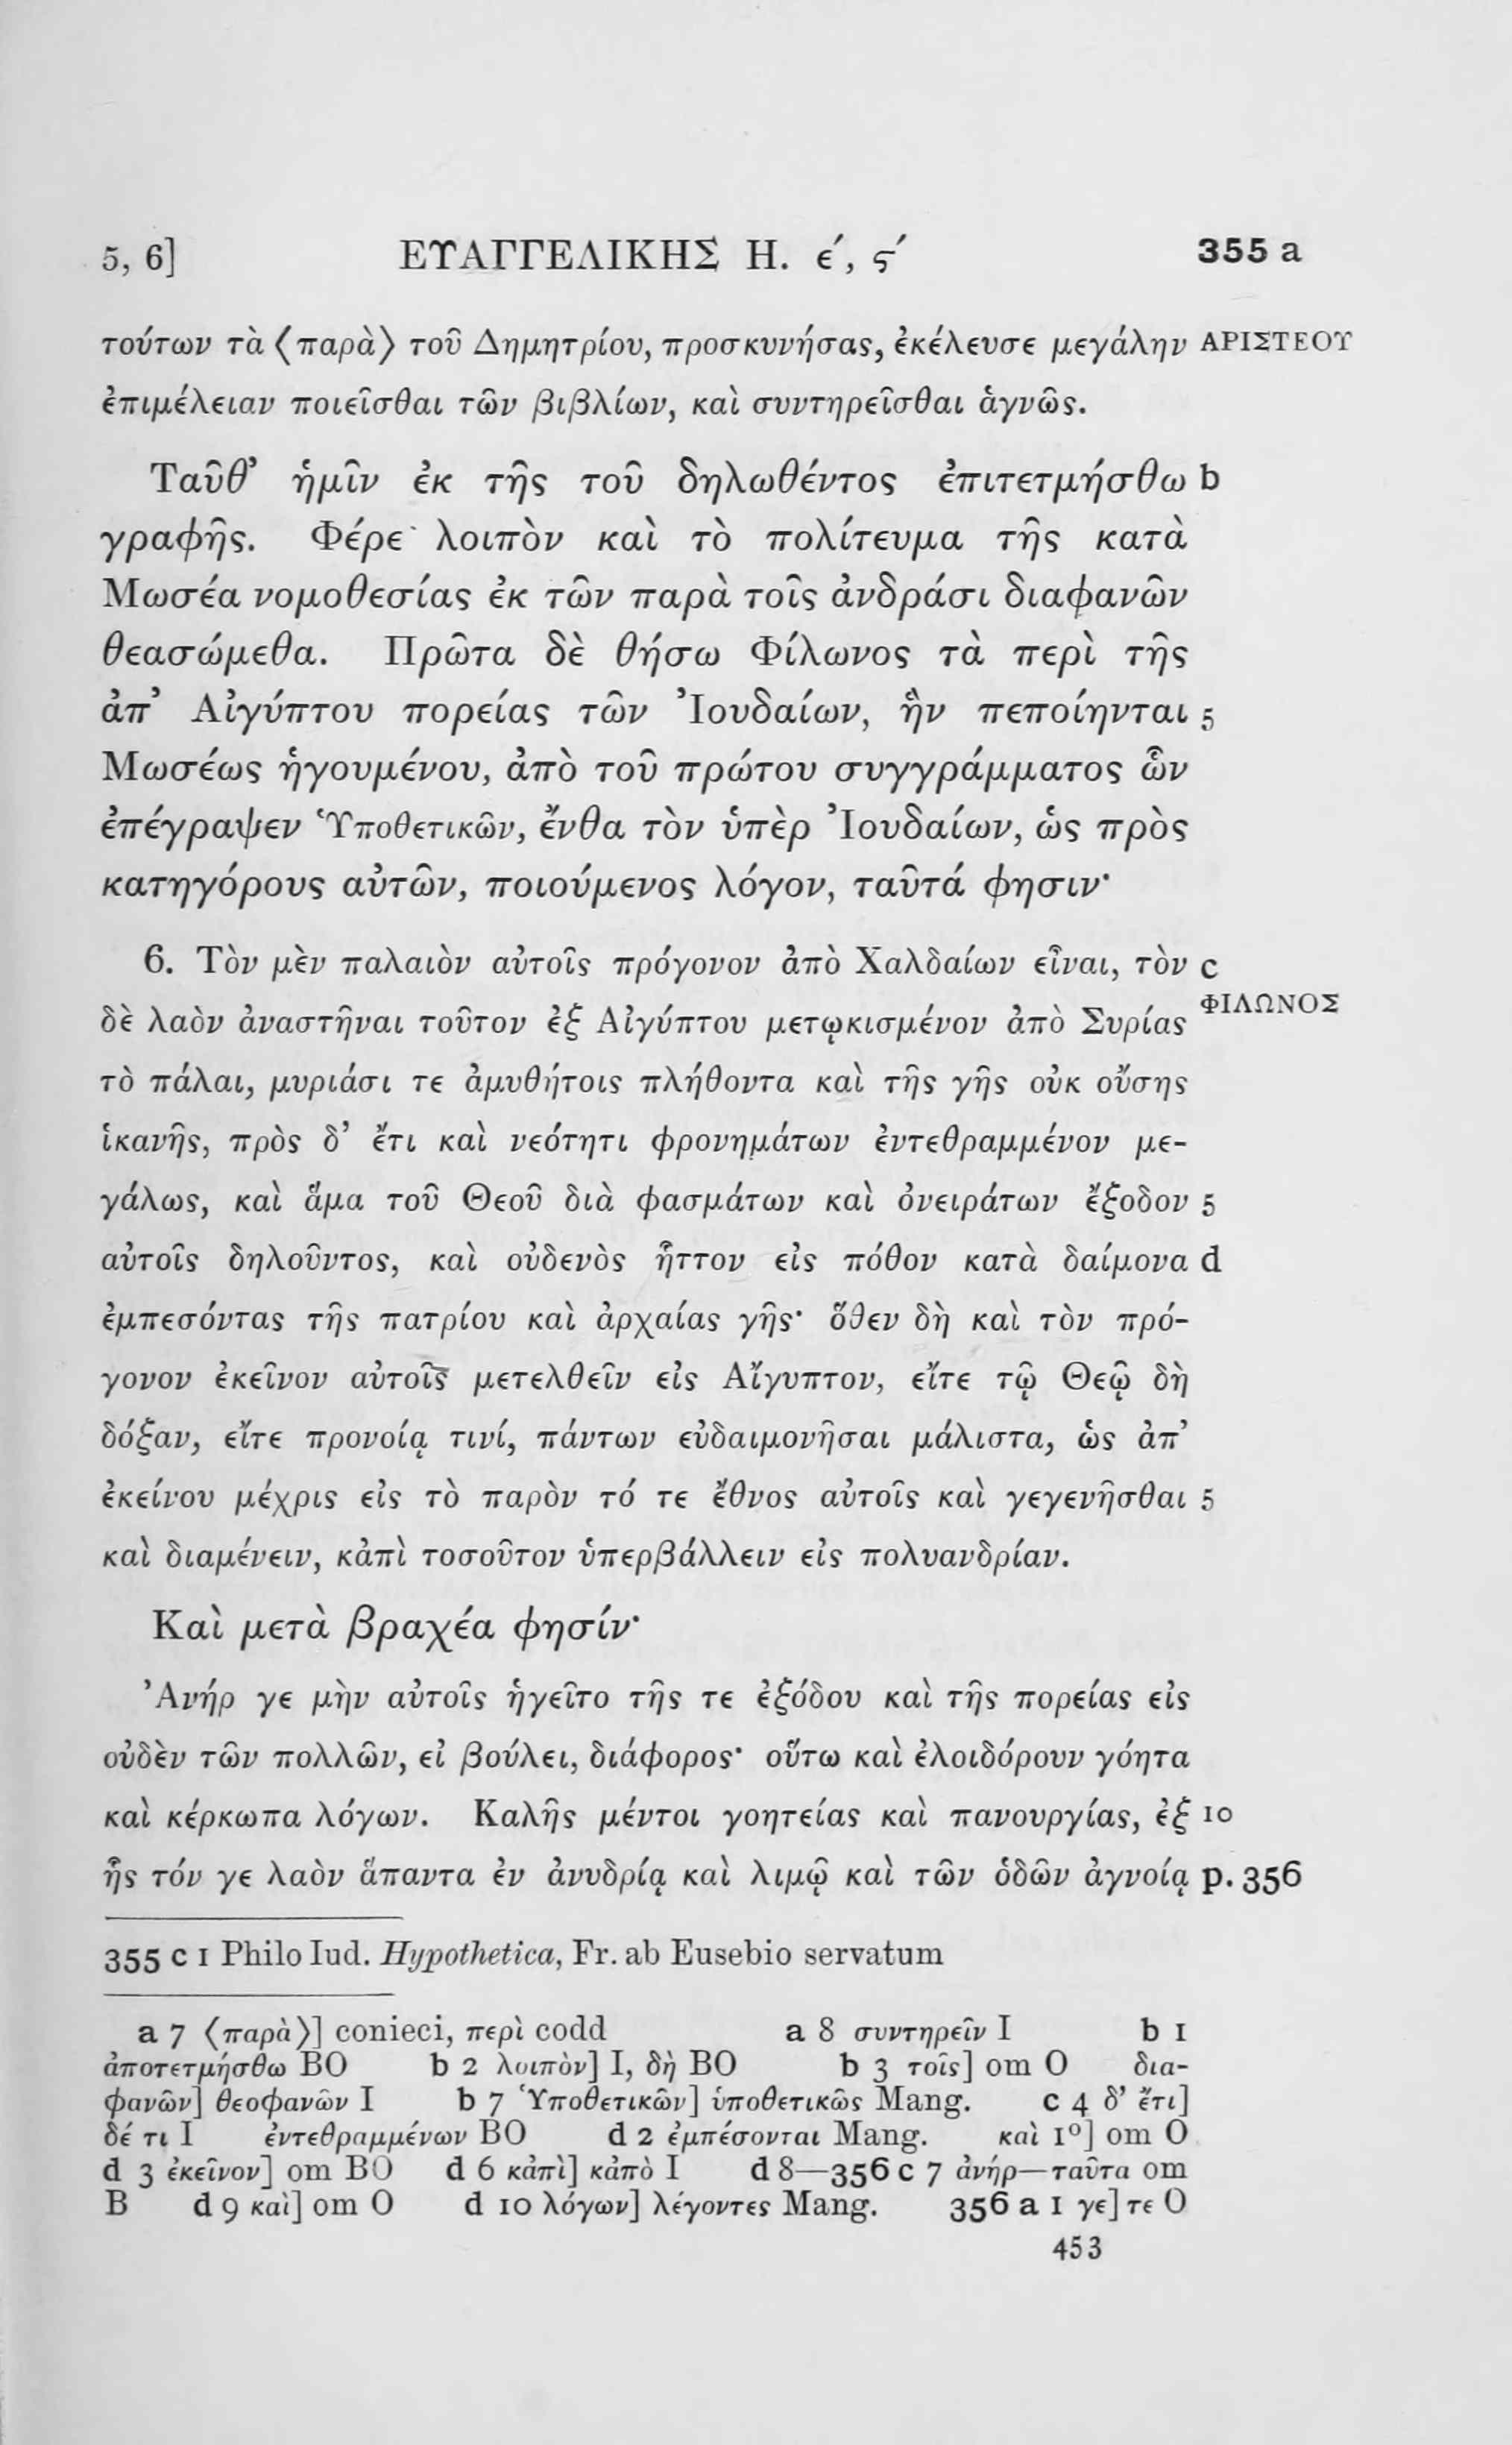 5, 6] ΕΥΑΓΓΕΛΙΚΗΣ Η. ε΄, ϛ΄ 355 a
τούτων τὰ ⟨παρὰ⟩ τοῦ Δημητρίου, προσκυνήσας, ἐκέλευσε μεγάλην ΑΡΙΣΤΕΟΥ
ἐπιμέλειαν ποιεῖσθαι τῶν βιβλίων, καὶ συντηρεῖσθαι ἁγνῶς.
Ταῦθ’ ἡμῖν ἐκ τῆς τοῦ δηλωθέντος ἐπιτετμήσθω b
γραφῆς. Φέρε λοιπὸν καὶ τὸ πολίτευμα τῆς κατὰ
Μωσέα νομοθεσίας ἐκ τῶν παρὰ τοῖς ἀνδράσι διαφανῶν
θεασώμεθα. Πρῶτα δὲ θήσω Φίλωνος τὰ περὶ τῆς
ἀπ’ Αἰγύπτου πορείας τῶν Ἰουδαίων, ἣν πεποίηνται 5
Μωσέως ἡγουμένου, ἀπὸ τοῦ πρώτου συγγράμματος ὧν
ἐπέγραψεν Ὑποθετικῶν, ἔνθα τὸν ὑπὲρ Ἰουδαίων, ὡς πρὸς
κατηγόρους αὐτῶν, ποιούμενος λόγον, ταῦτά φησιν·
6. Τὸν μὲν παλαιὸν αὐτοῖς πρόγονον ἀπὸ Χαλδαίων εἶναι, τὸν c
δὲ λαὸν ἀναστῆναι τοῦτον ἐξ Αἰγύπτου μετῳκισμένον ἀπὸ Συρίας ΦΙΛΩΝΟΣ
τὸ πάλαι, μυριάσι τε ἀμυθήτοις πλήθοντα καὶ τῆς γῆς οὐκ οὔσης
ἱκανῆς, πρὸς δ’ ἔτι καὶ νεότητι φρονημάτων ἐντεθραμμένον με-
γάλως, καὶ ἅμα τοῦ Θεοῦ διὰ φασμάτων καὶ ὀνειράτων ἔξοδον 5
αὐτοῖς δηλοῦντος, καὶ οὐδενὸς ἧττον εἰς πόθον κατὰ δαίμονα d
ἐμπεσόντας τῆς πατρίου καὶ ἀρχαίας γῆς· ὅθεν δὴ καὶ τὸν πρό-
γονον ἐκεῖνον αὐτοῖς μετελθεῖν εἰς Αἴγυπτον, εἴτε τῷ Θεῷ δὴ
δόξαν, εἴτε προνοίᾳ τινί, πάντων εὐδαιμονῆσαι μάλιστα, ὡς ἀπ’
ἐκείνου μέχρις εἰς τὸ παρὸν τό τε ἔθνος αὐτοῖς καὶ γεγενῆσθαι 5
καὶ διαμένειν, κἀπὶ τοσοῦτον ὑπερβάλλειν εἰς πολυανδρίαν.
Καὶ μετὰ βραχέα φησίν·
Ἀνήρ γε μὴν αὐτοῖς ἡγεῖτο τῆς τε ἐξόδου καὶ τῆς πορείας εἰς
οὐδὲν τῶν πολλῶν, εἰ βούλει, διάφορος· οὕτω καὶ ἐλοιδόρουν γόητα
καὶ κέρκωπα λόγων. Καλῆς μέντοι γοητείας καὶ πανουργίας, ἐξ 10
ἧς τόν γε λαὸν ἅπαντα ἐν ἀνυδρίᾳ καὶ λιμῷ καὶ τῶν ὁδῶν ἀγνοίᾳ p. 356
355 c 1 Philo Iud. Hypothetica, Fr. ab Eusebio servatum
a 7 ⟨παρὰ⟩] conieci, περὶ codd a 8 συντηρεῖν I b 1
ἀποτετμήσθω BO b 2 λοιπὸν] I, δὴ BO b 3 τοῖς] om O δια-
φανῶν] θεοφανῶν I b 7 Ὑποθετικῶν] ὑποθετικῶς Mang. c 4 δ’ ἔτι]
δέ τι I ἐντεθραμμένων BO d 2 ἐμπέσονται Mang. καὶ 1º] om O
d 3 ἐκεῖνον] om BO d 6 κἀπὶ] κἀπὸ I d 8—356 c 7 ἀνήρ—ταῦτα om
B d 9 καὶ] om O d 10 λόγων] λέγοντες Mang. 356 a 1 γε] τε O
453